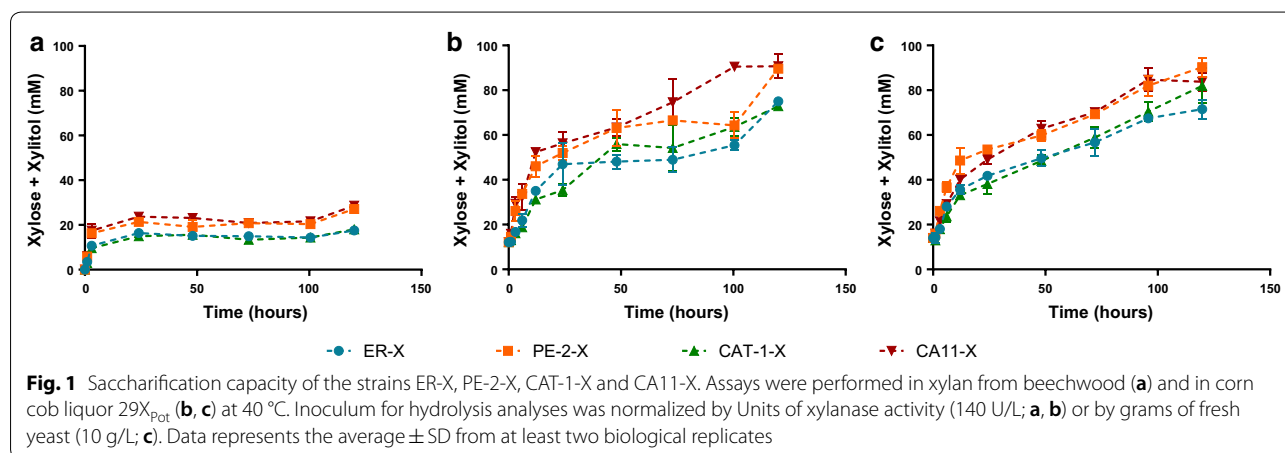 a
b
c
100
80
60
40
20
0
Xylose + Xylitol (mM)
0 50 100 150
Time (hours)
100
80
60
40
20
0
Xylose + Xylitol (mM)
0 50 100 150
Time (hours)
100
80
60
40
20
0
Xylose + Xylitol (mM)
0 50 100 150
Time (hours)
ER-X PE-2-X CAT-1-X CA11-X
Fig. 1 Saccharification capacity of the strains ER-X, PE-2-X, CAT-1-X and CA11-X. Assays were performed in xylan from beechwood (a) and in corn
cob liquor 29XPot (b, c) at 40 °C. Inoculum for hydrolysis analyses was normalized by Units of xylanase activity (140 U/L; a, b) or by grams of fresh
yeast (10 g/L; c). Data represents the average ± SD from at least two biological replicates